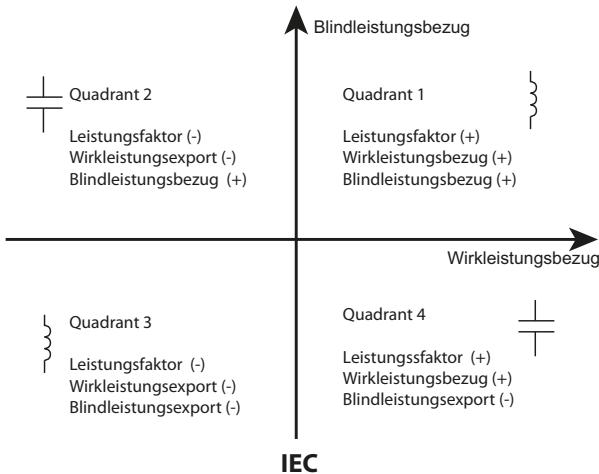 Blindleistungsbezug
Quadrant 2
Leistungsfaktor (-)
Wirkleistungsexport (-)
Blindleistungsbezug (+)
Quadrant 1
Leistungsfaktor (+)
Wirkleistungsbezug (+)
Blindleistungsbezug (+)
Wirkleistungsbezug
Quadrant 3
Leistungsfaktor (-)
Wirkleistungsexport (-)
Blindleistungsexport (-)
Quadrant 4
Leistungssfaktor (+)
Wirkleistungsbezug (+)
Blindleistungsexport (-)
IEC